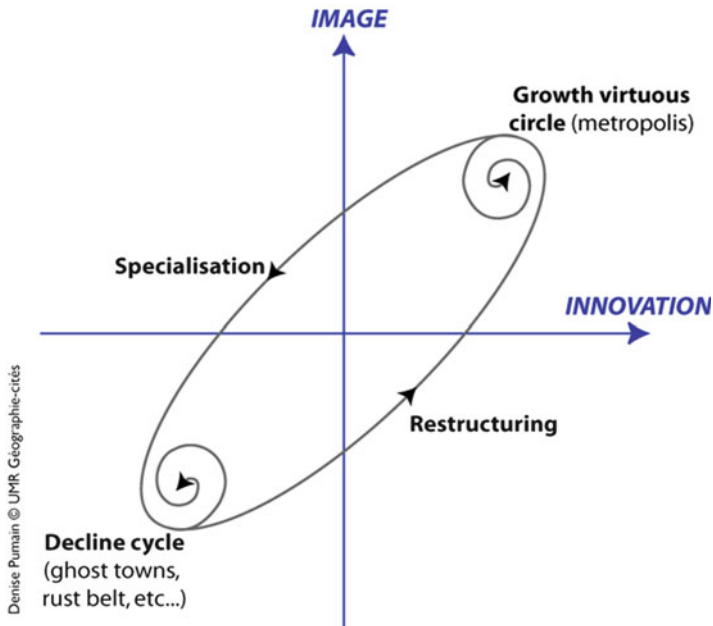 IMAGE
Growth virtuous
circle (metropolis)
Specialisation
INNOVATION
Restructuring
Decline cycle
(ghost towns,
rust belt, etc...)
Denise Pumain © UMR Géographie-cités